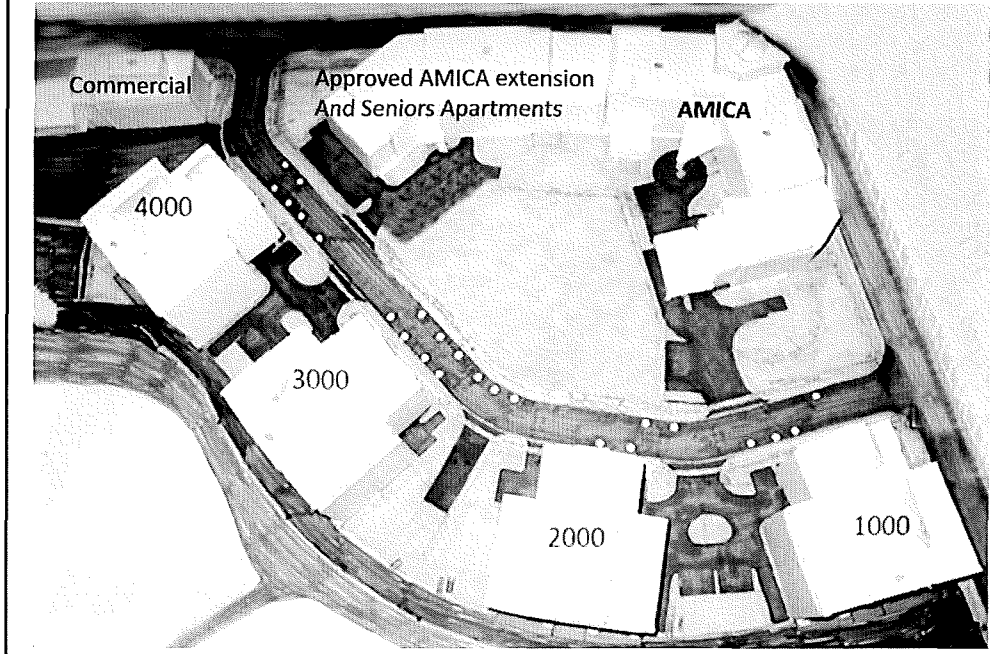 Commercial
Approved AMICA extension
And Seniors Apartments
AMICA
4000
3000
2000
1000